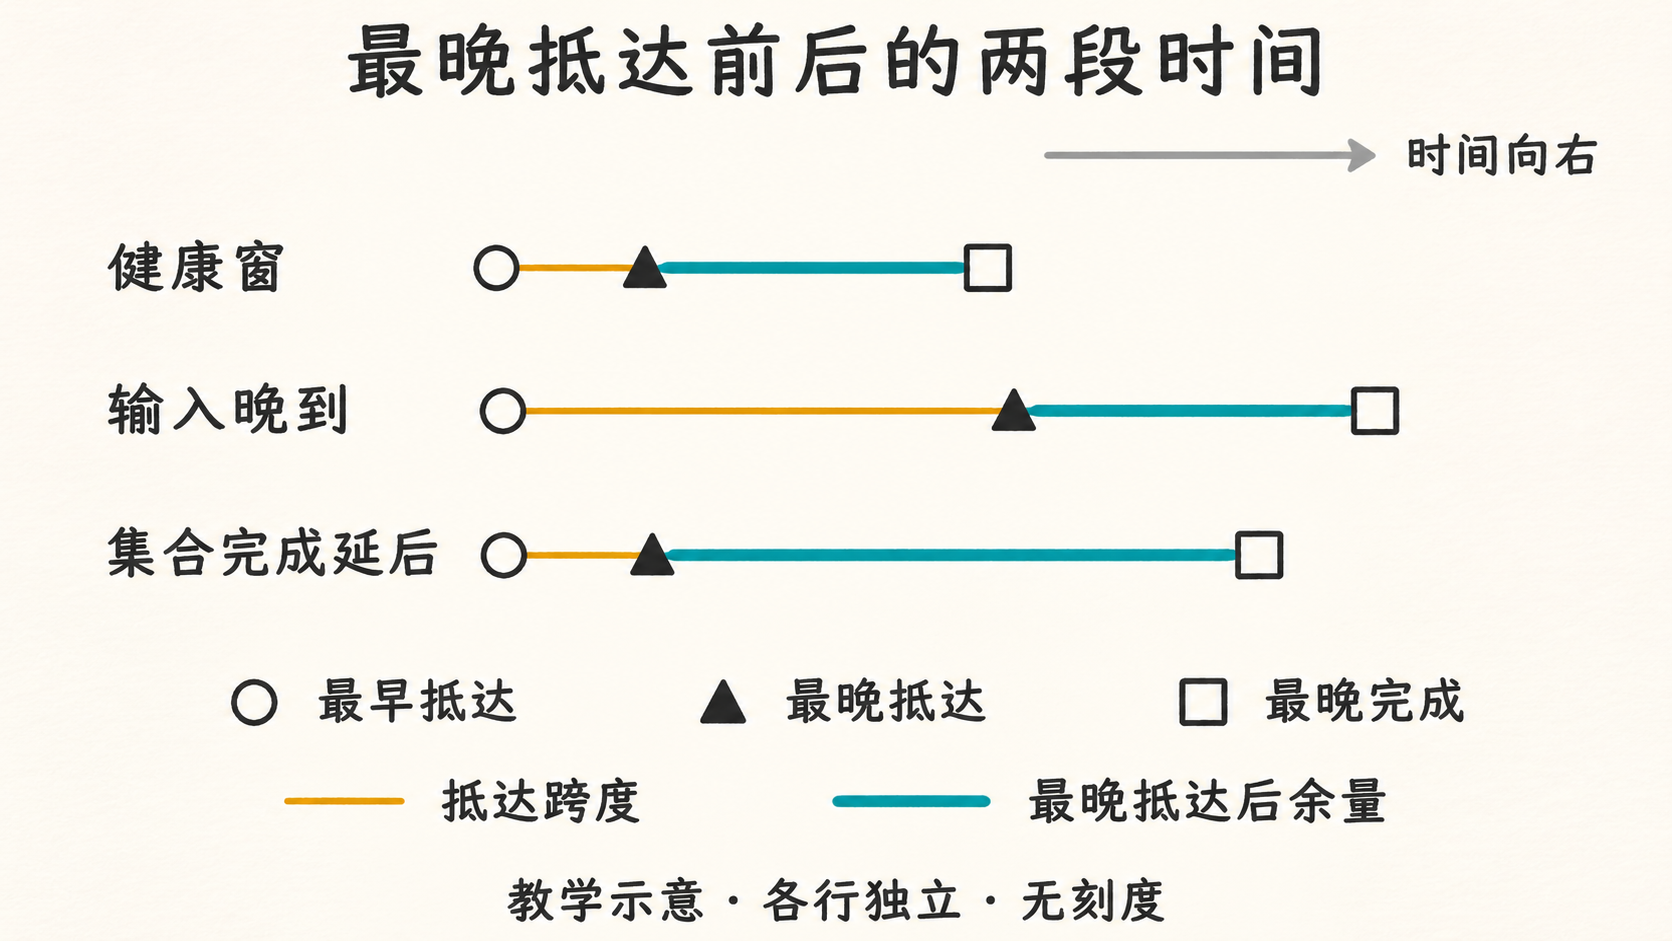 最晚抵达前后的两段时间
时间向右
健康窗
输入晚到
集合完成延后
最早抵达 最晚抵达 最晚完成
抵达跨度 最晚抵达后余量
教学示意·各行独立·无刻度